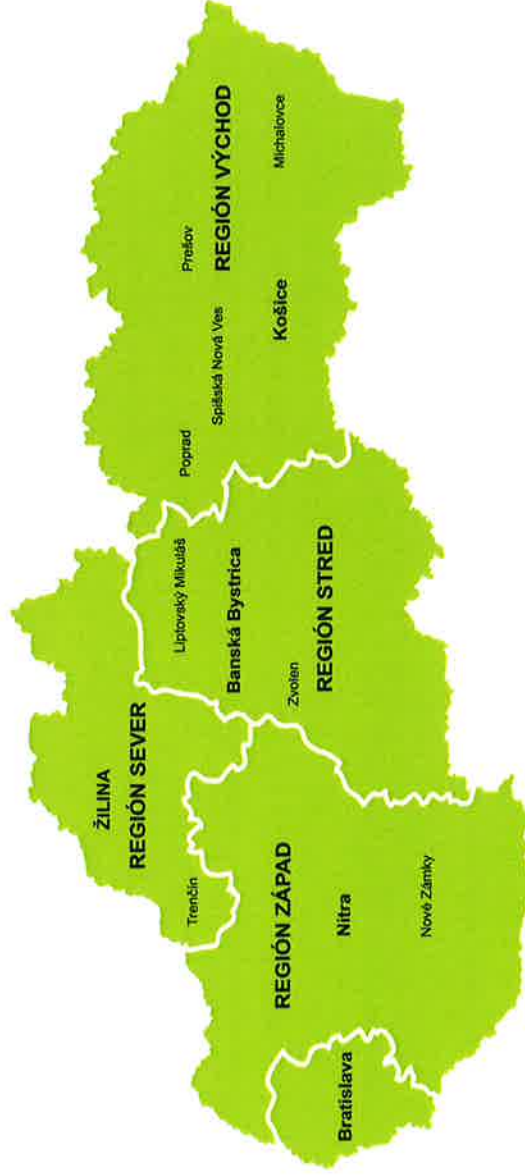 ŽILINA
REGIÓN SEVER
Trenčín
Poprad
Prešov
Spišská Nová Ves
REGIÓN VÝCHOD
Košice
Michalovce
Liptovský Mikuláš
Banská Bystrica
Zvolen
REGIÓN STRED
REGIÓN ZÁPAD
Nitra
Nové Zámky
Bratislava